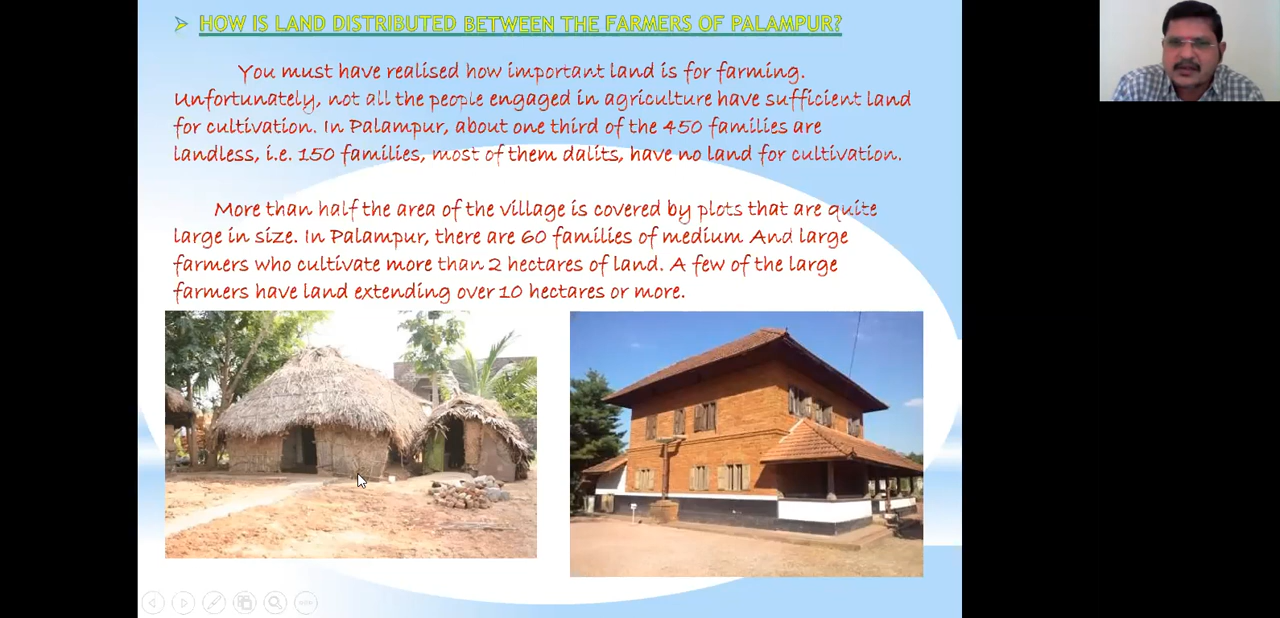 HOW IS LAND DISTRIBUTED BETWEEN THE FARMERS OF PALAMPUR?
You must have realised how important land is for farming.
Unfortunately, not all the people engaged in agriculture have sufficient land
for cultivation. In Palampur, about one third of the 450 families are
landless, i.e. 150 families, most of them dalits, have no land for cultivation.
More than half the area of the village is covered by plots that are quite
large in size. In Palampur, there are 60 families of medium And large
farmers who cultivate more than 2 hectares of land. A few of the large
farmers have land extending over 10 hectares or more.